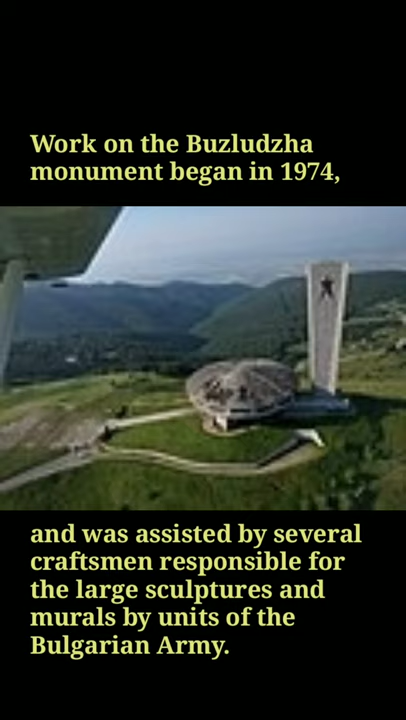 Work on the Buzludzha
monument began in 1974,
and was assisted by several
craftsmen responsible for
the large sculptures and
murals by units of the
Bulgarian Army.